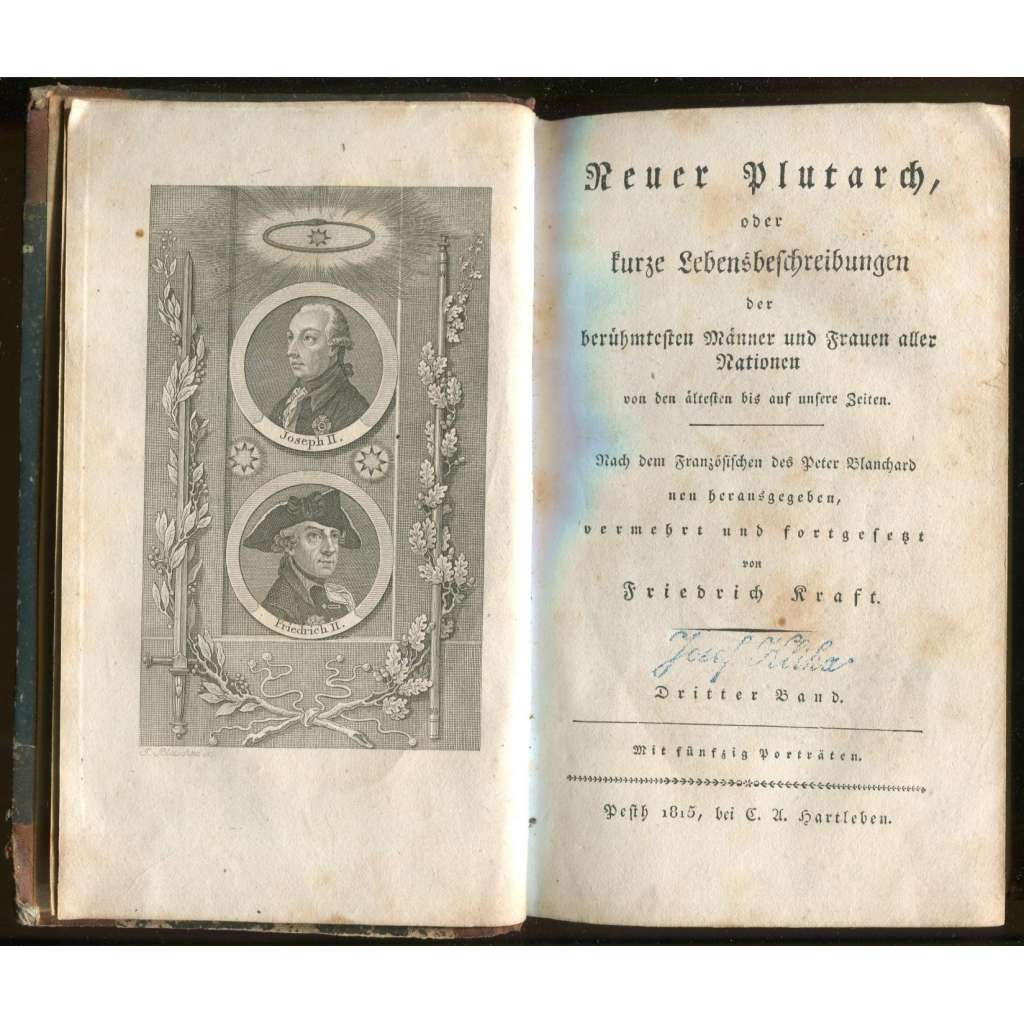 Joseph II.
Friedrich II.
Neuer Plutarch,
oder
kurze Lebensbeschreibungen
der
berühmtesten Männer und Frauen aller
Nationen
von den ältesten bis auf unsere Zeiten.
Nach dem Französischen des Peter Blanchard
neu herausgegeben,
vermehrt und fortgesetzt
von
Friedrich Kraft.
Josef
Dritter Band.
Mit fünfzig Porträten.
Pesth 1815, bei C. A. Hartleben.